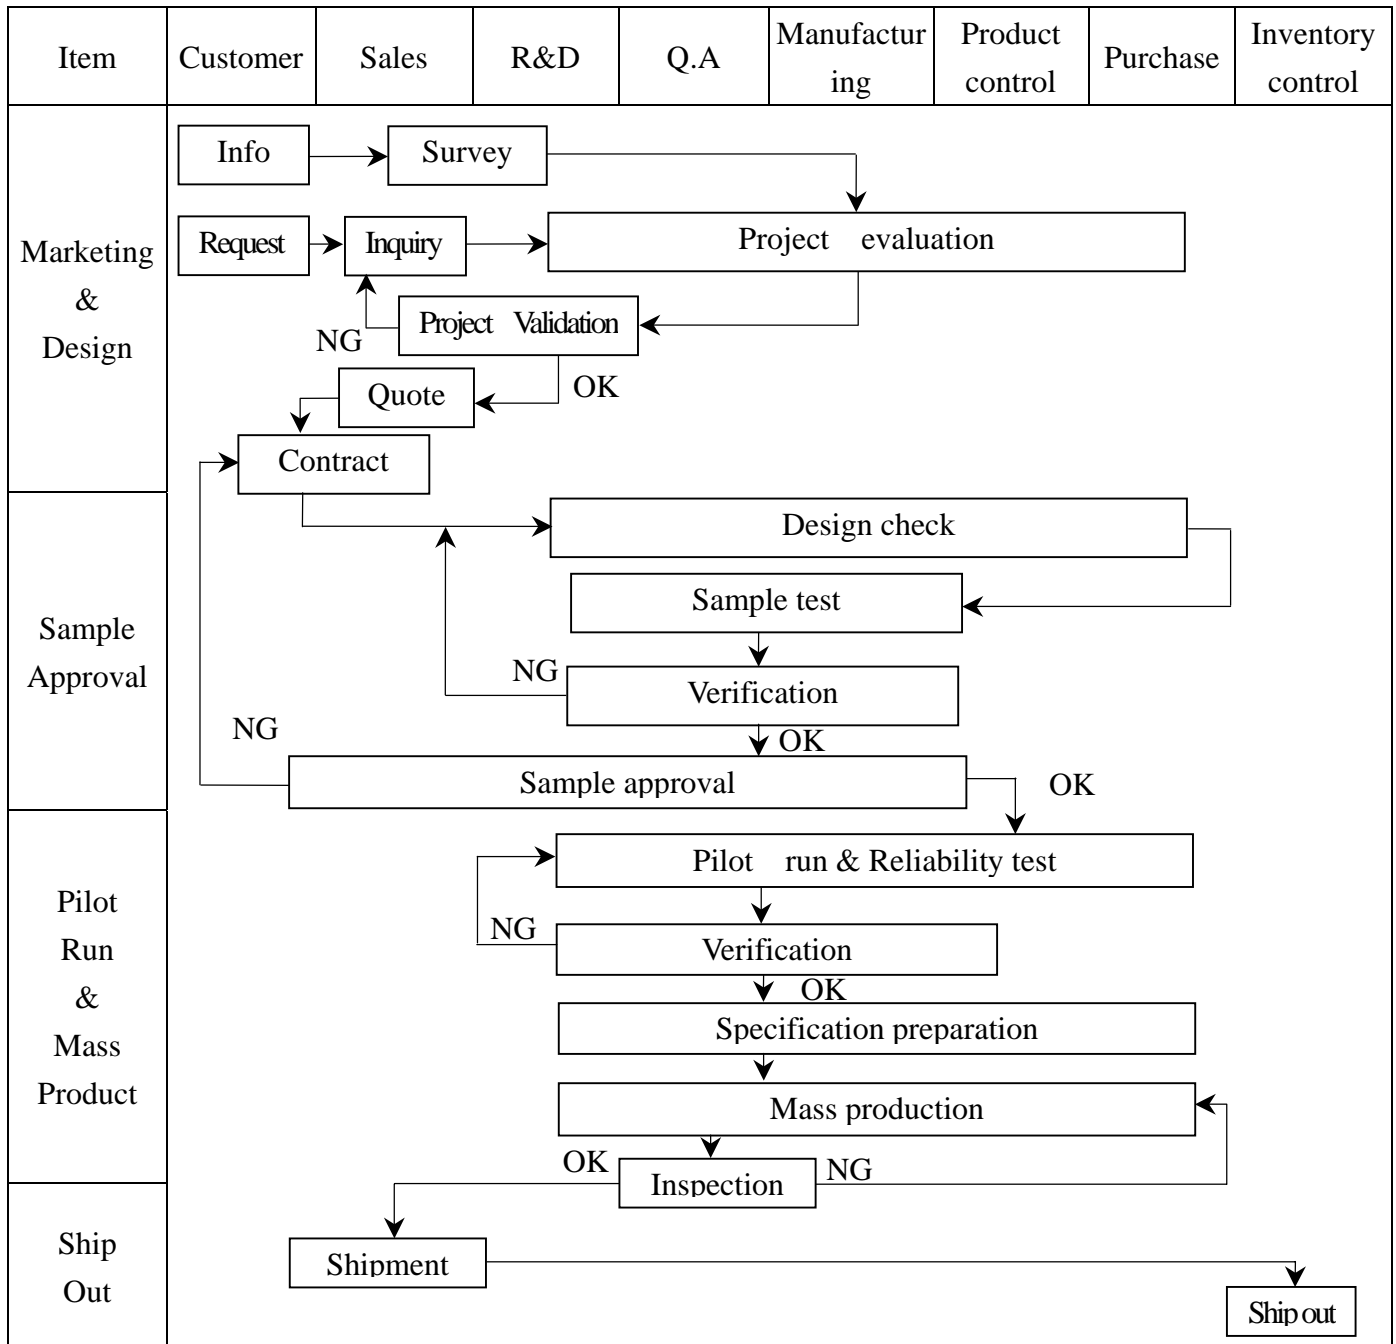 Item
Customer
Sales
R&D
Q.A
Manufactur
ing
Product
control
Purchase
Inventory
control
Marketing
&
Design
Info
Survey
Request
Inquiry
Project evaluation
Project Validation
NG
OK
Quote
Contract
Sample
Approval
Design check
Sample test
NG
Verification
OK
NG
Sample approval
OK
Pilot
Run
&
Mass
Product
Pilot run & Reliability test
NG
Verification
OK
Specification preparation
Mass production
OK
Inspection
NG
Ship
Out
Shipment
Ship out